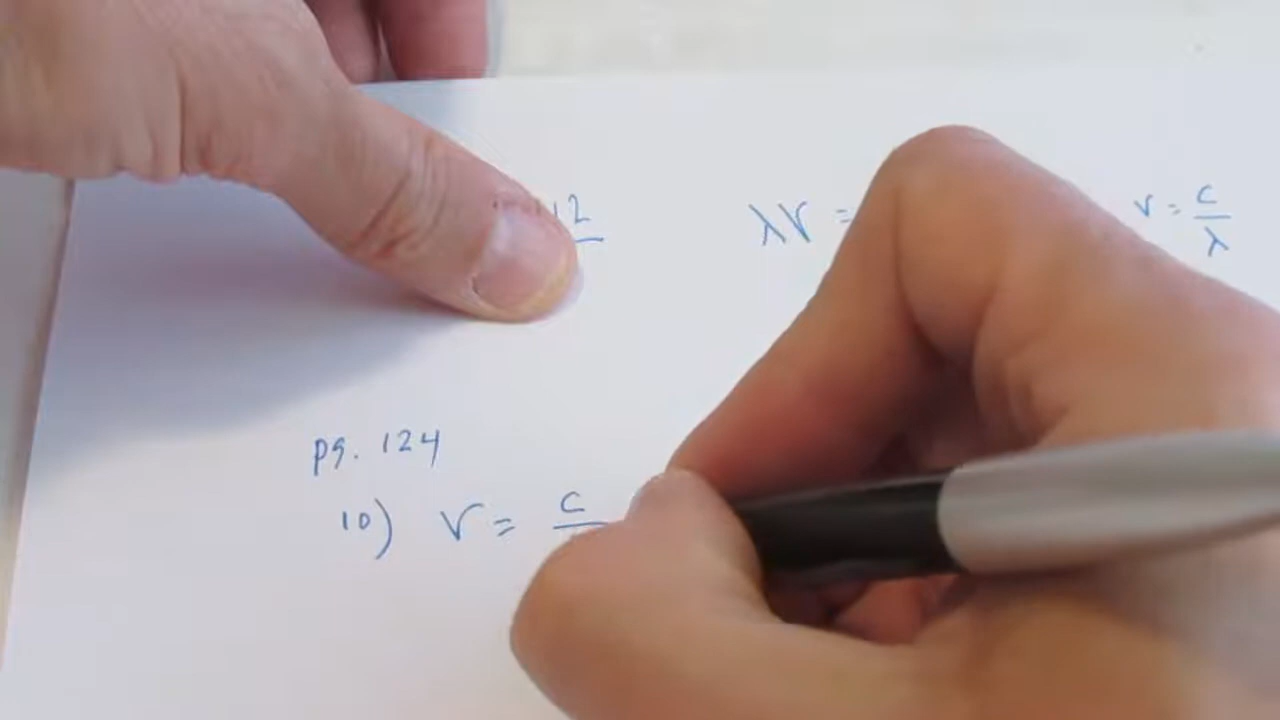 12
λν = ν = c/λ
pg. 124
10) ν = c